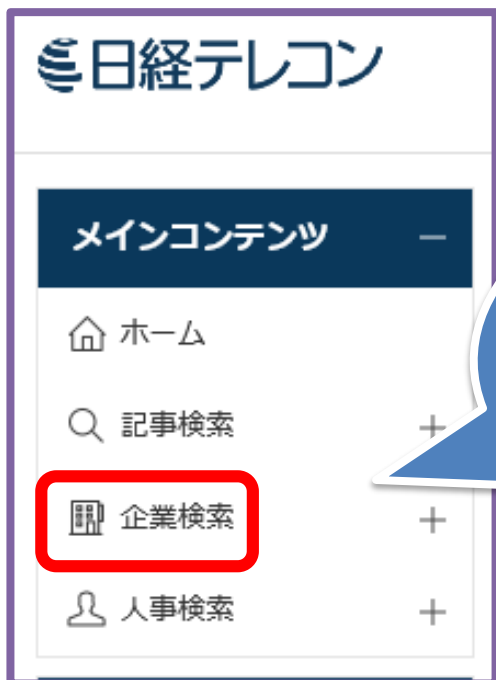 日経テレコン
メインコンテンツ －
ホーム
記事検索 ＋
企業検索 ＋
人事検索 ＋